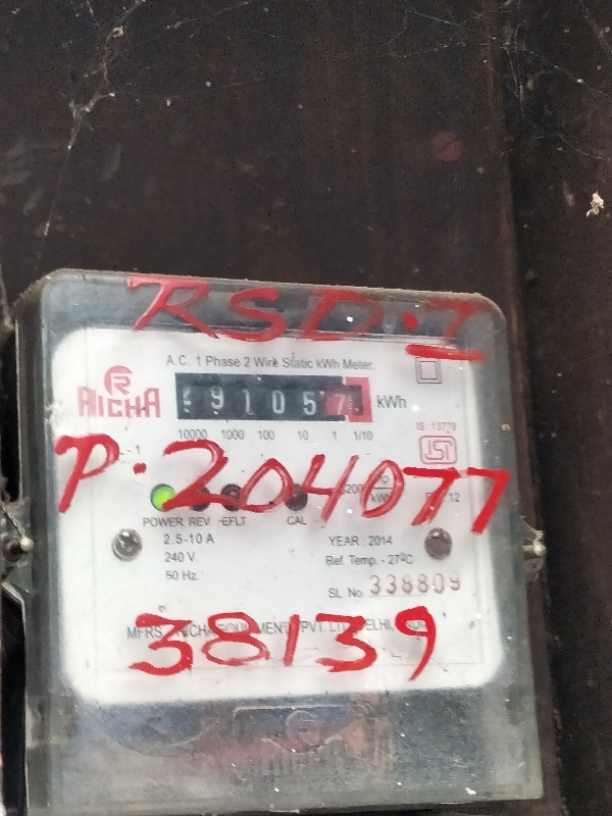 RSD.I
A.C. 1 Phase 2 Wire Static kWh Meter.
RICHA
91057 kWh
10000 1000 100 10 1 1/10
IS 13779
ISI
P.204077
POWER REV EFLT CAL
2.5-10 A
240 V.
50 Hz.
YEARː 2014
Ref. Temp. - 27°C
SL. No. 338809
38139